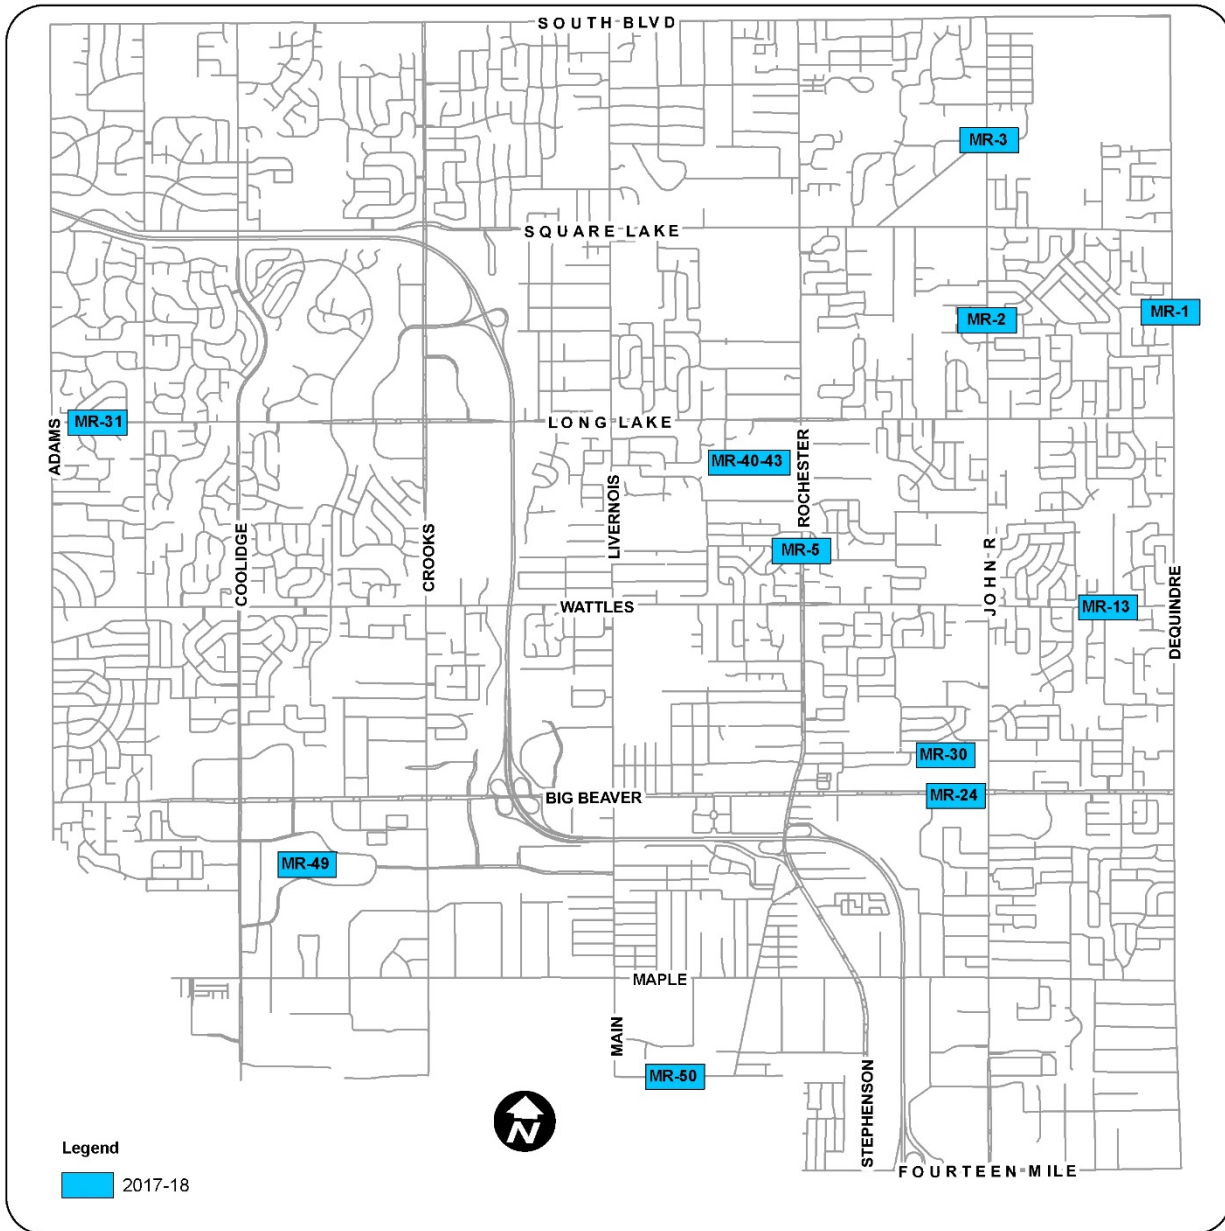 SOUTH BLVD
MR-3
SQUARE LAKE
MR-1
MR-2
MR-31
LONG LAKE
ADAMS
MR-40-43
ROCHESTER
LIVERNOIS
COOLIDGE
CROOKS
MR-5
JOHN R
DEQUINDRE
WATTLES
MR-13
MR-30
BIG BEAVER
MR-24
MR-49
MAPLE
MAIN
MR-50
STEPHENSON
N
FOURTEEN MILE
Legend
2017-18